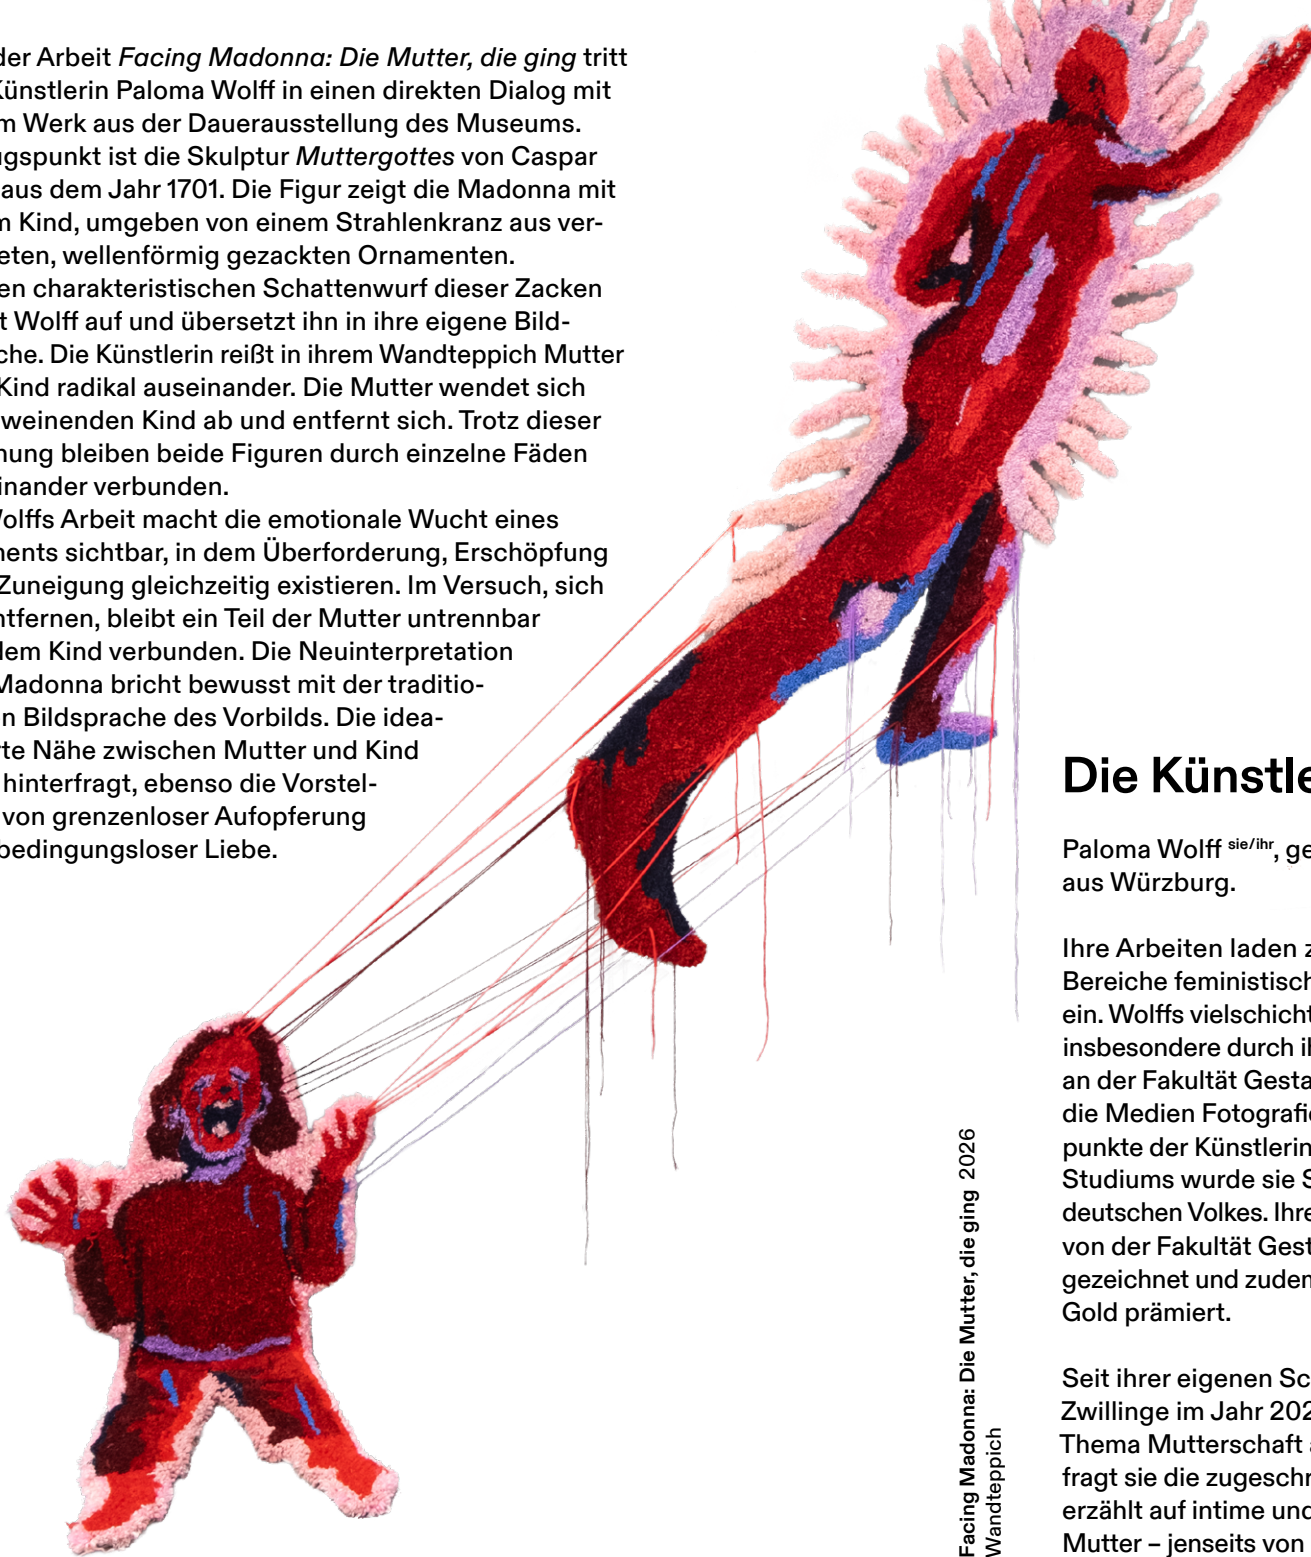 der Arbeit Facing Madonna: Die Mutter, die ging tritt
Künstlerin Paloma Wolff in einen direkten Dialog mit
m Werk aus der Dauerausstellung des Museums.
ugspunkt ist die Skulptur Muttergottes von Caspar
aus dem Jahr 1701. Die Figur zeigt die Madonna mit
m Kind, umgeben von einem Strahlenkranz aus ver-
eten, wellenförmig gezackten Ornamenten.
en charakteristischen Schattenwurf dieser Zacken
t Wolff auf und übersetzt ihn in ihre eigene Bild-
che. Die Künstlerin reißt in ihrem Wandteppich Mutter
Kind radikal auseinander. Die Mutter wendet sich
weinenden Kind ab und entfernt sich. Trotz dieser
nung bleiben beide Figuren durch einzelne Fäden
inander verbunden.
Wolffs Arbeit macht die emotionale Wucht eines
ments sichtbar, in dem Überforderung, Erschöpfung
Zuneigung gleichzeitig existieren. Im Versuch, sich
ntfernen, bleibt ein Teil der Mutter untrennbar
dem Kind verbunden. Die Neuinterpretation
Madonna bricht bewusst mit der traditio-
n Bildsprache des Vorbilds. Die idea-
rte Nähe zwischen Mutter und Kind
hinterfragt, ebenso die Vorstel-
von grenzenloser Aufopferung
bedingungsloser Liebe.
Facing Madonna: Die Mutter, die ging 2026
Wandteppich
Die Künstle
Paloma Wolff sie/ihr, ge
aus Würzburg.
Ihre Arbeiten laden z
Bereiche feministisch
ein. Wolffs vielschicht
insbesondere durch ih
an der Fakultät Gesta
die Medien Fotografie
punkte der Künstlerin
Studiums wurde sie S
deutschen Volkes. Ihre
von der Fakultät Gest
gezeichnet und zudem
Gold prämiert.
Seit ihrer eigenen Sc
Zwillinge im Jahr 202
Thema Mutterschaft a
fragt sie die zugeschr
erzählt auf intime und
Mutter – jenseits von